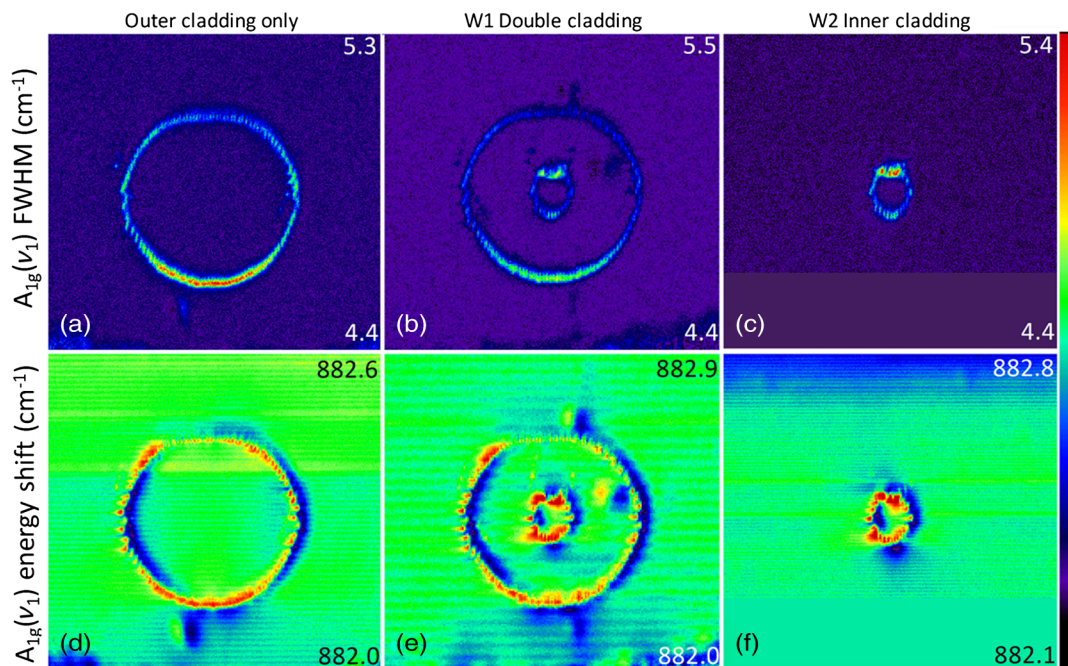 Outer cladding only
W1 Double cladding
W2 Inner cladding
A1g(ν1) FWHM (cm-1)
5.3
5.5
5.4
(a)
4.4
(b)
4.4
(c)
4.4
A1g(ν1) energy shift (cm-1)
882.6
882.9
882.8
(d)
882.0
(e)
882.0
(f)
882.1